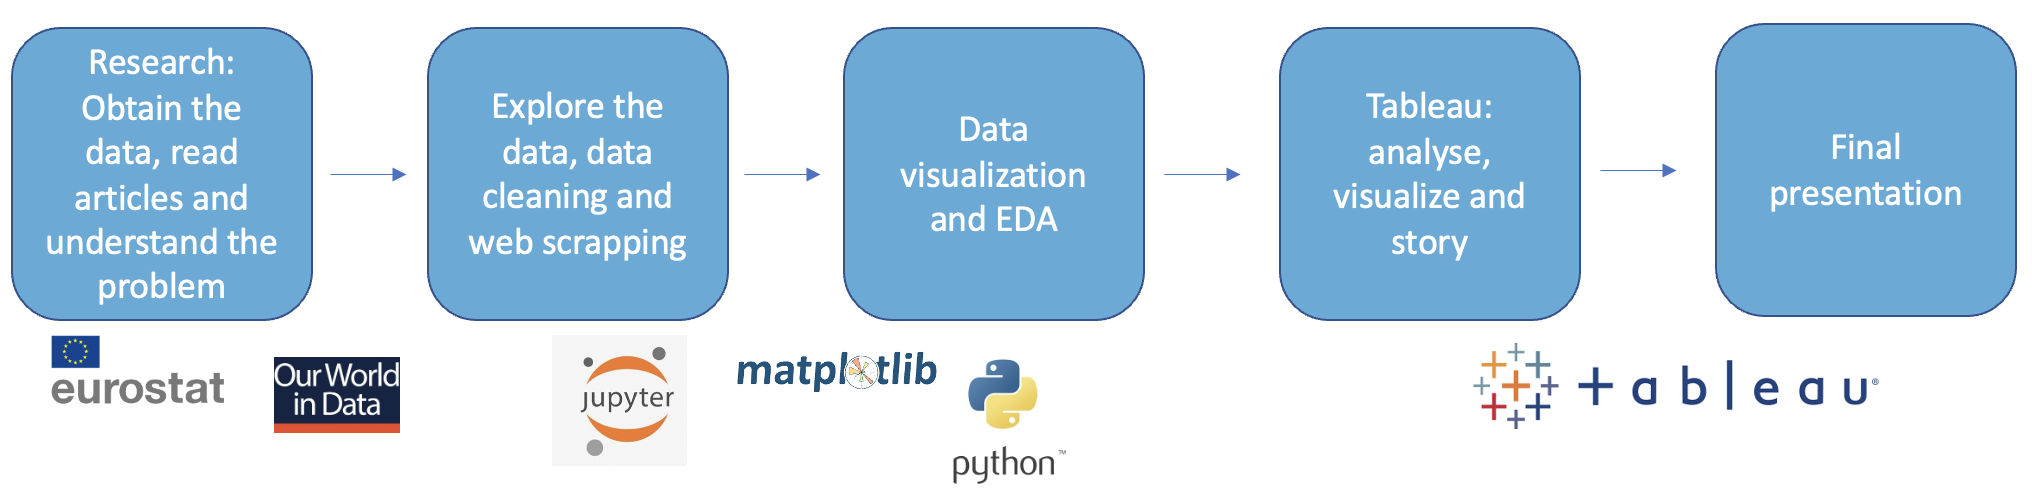 Research:
Obtain the
data, read
articles and
understand the
problem
Explore the
data, data
cleaning and
web scrapping
Data
visualization
and EDA
Tableau:
analyse,
visualize and
story
Final
presentation
eurostat
Our World
in Data
jupyter
matplotlib
python™
+ableau®